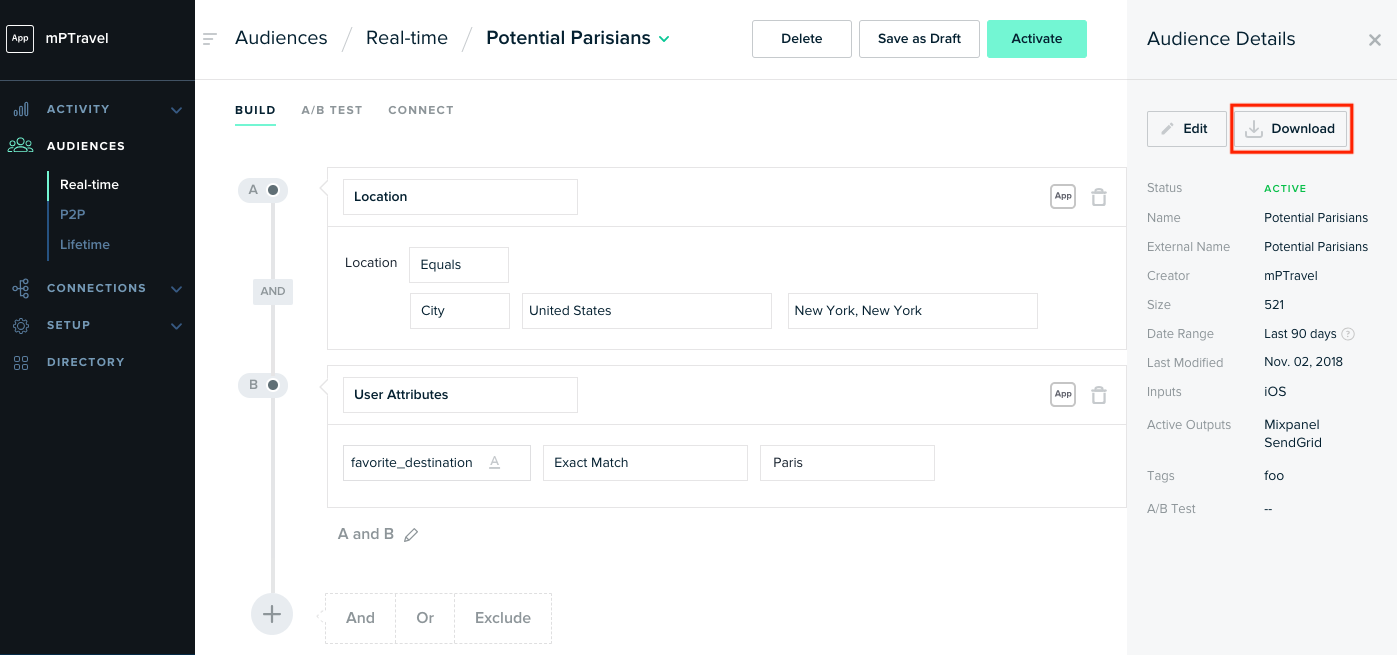 App mPTravel
ACTIVITY
AUDIENCES
Real-time
P2P
Lifetime
CONNECTIONS
SETUP
DIRECTORY
Audiences / Real-time / Potential Parisians
Delete Save as Draft Activate
BUILD A/B TEST CONNECT
A Location App
Location Equals
AND
City United States New York, New York
B User Attributes App
favorite_destination A Exact Match Paris
A and B
+ And Or Exclude
Audience Details ×
Edit Download
Status ACTIVE
Name Potential Parisians
External Name Potential Parisians
Creator mPTravel
Size 521
Date Range Last 90 days ?
Last Modified Nov. 02, 2018
Inputs iOS
Active Outputs Mixpanel
SendGrid
Tags foo
A/B Test --